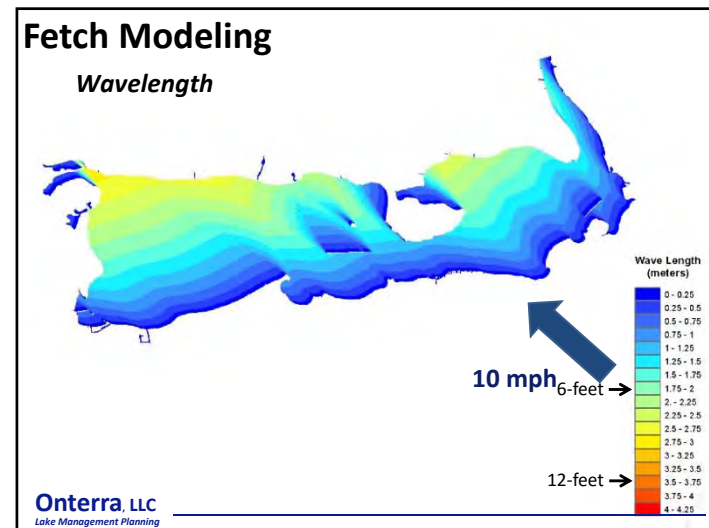 Fetch Modeling
Wavelength
10 mph
6-feet
12-feet
Wave Length
(meters)
0 - 0.25
0.25 - 0.5
0.5 - 0.75
0.75 - 1
1 - 1.25
1.25 - 1.5
1.5 - 1.75
1.75 - 2
2. - 2.25
2.25 - 2.5
2.5 - 2.75
2.75 - 3
3 - 3.25
3.25 - 3.5
3.5 - 3.75
3.75 - 4
4 - 4.25
Onterra, LLC
Lake Management Planning